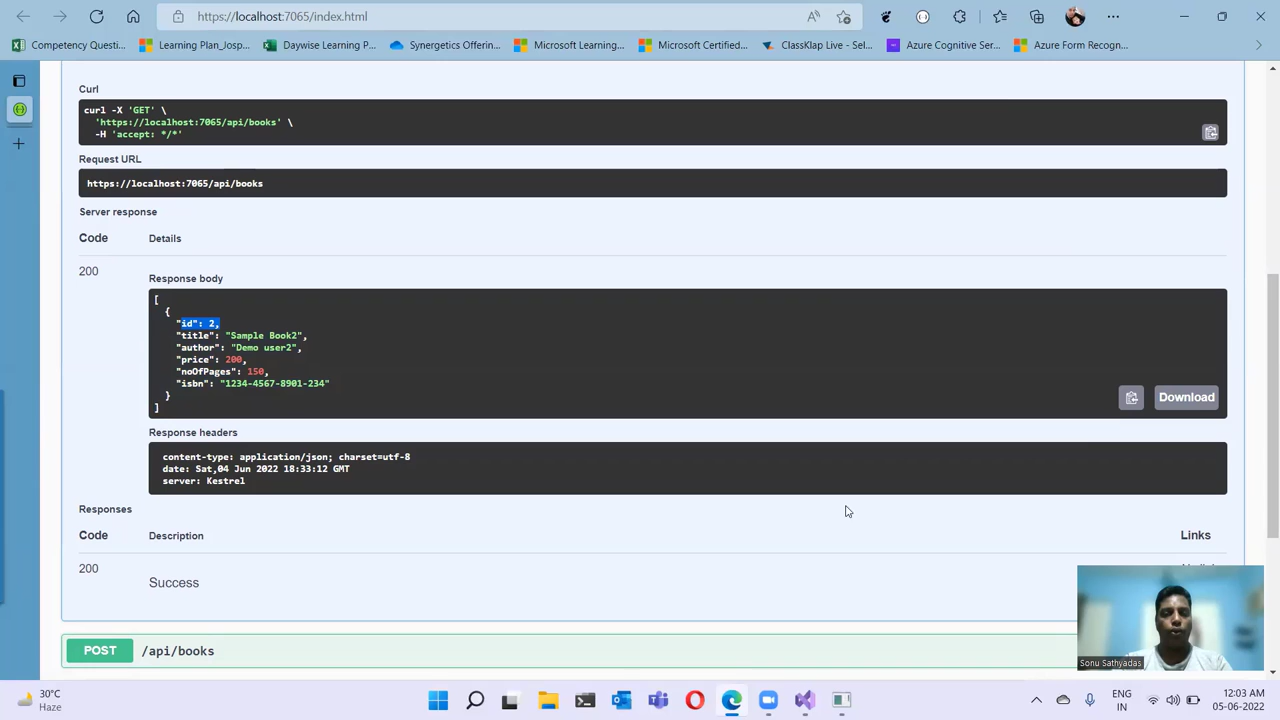 https://localhost:7065/index.html
Competency Questi...
Learning Plan_Josp...
Daywise Learning P...
Synergetics Offerin...
Microsoft Learning...
Microsoft Certified...
ClassKlap Live - Sel...
Azure Cognitive Ser...
Azure Form Recogn...
Curl
curl -X 'GET' \
'https://localhost:7065/api/books' \
-H 'accept: */*'
Request URL
https://localhost:7065/api/books
Server response
Code Details
200
Response body
[
{
"id": 2,
"title": "Sample Book2",
"author": "Demo user2",
"price": 200,
"noOfPages": 150,
"isbn": "1234-4567-8901-234"
}
]
Download
Response headers
content-type: application/json; charset=utf-8
date: Sat,04 Jun 2022 18:33:12 GMT
server: Kestrel
Responses
Code Description Links
200
Success
POST /api/books
Sonu Sathyadas
30°C
Haze
ENG
IN
12:03 AM
05-06-2022